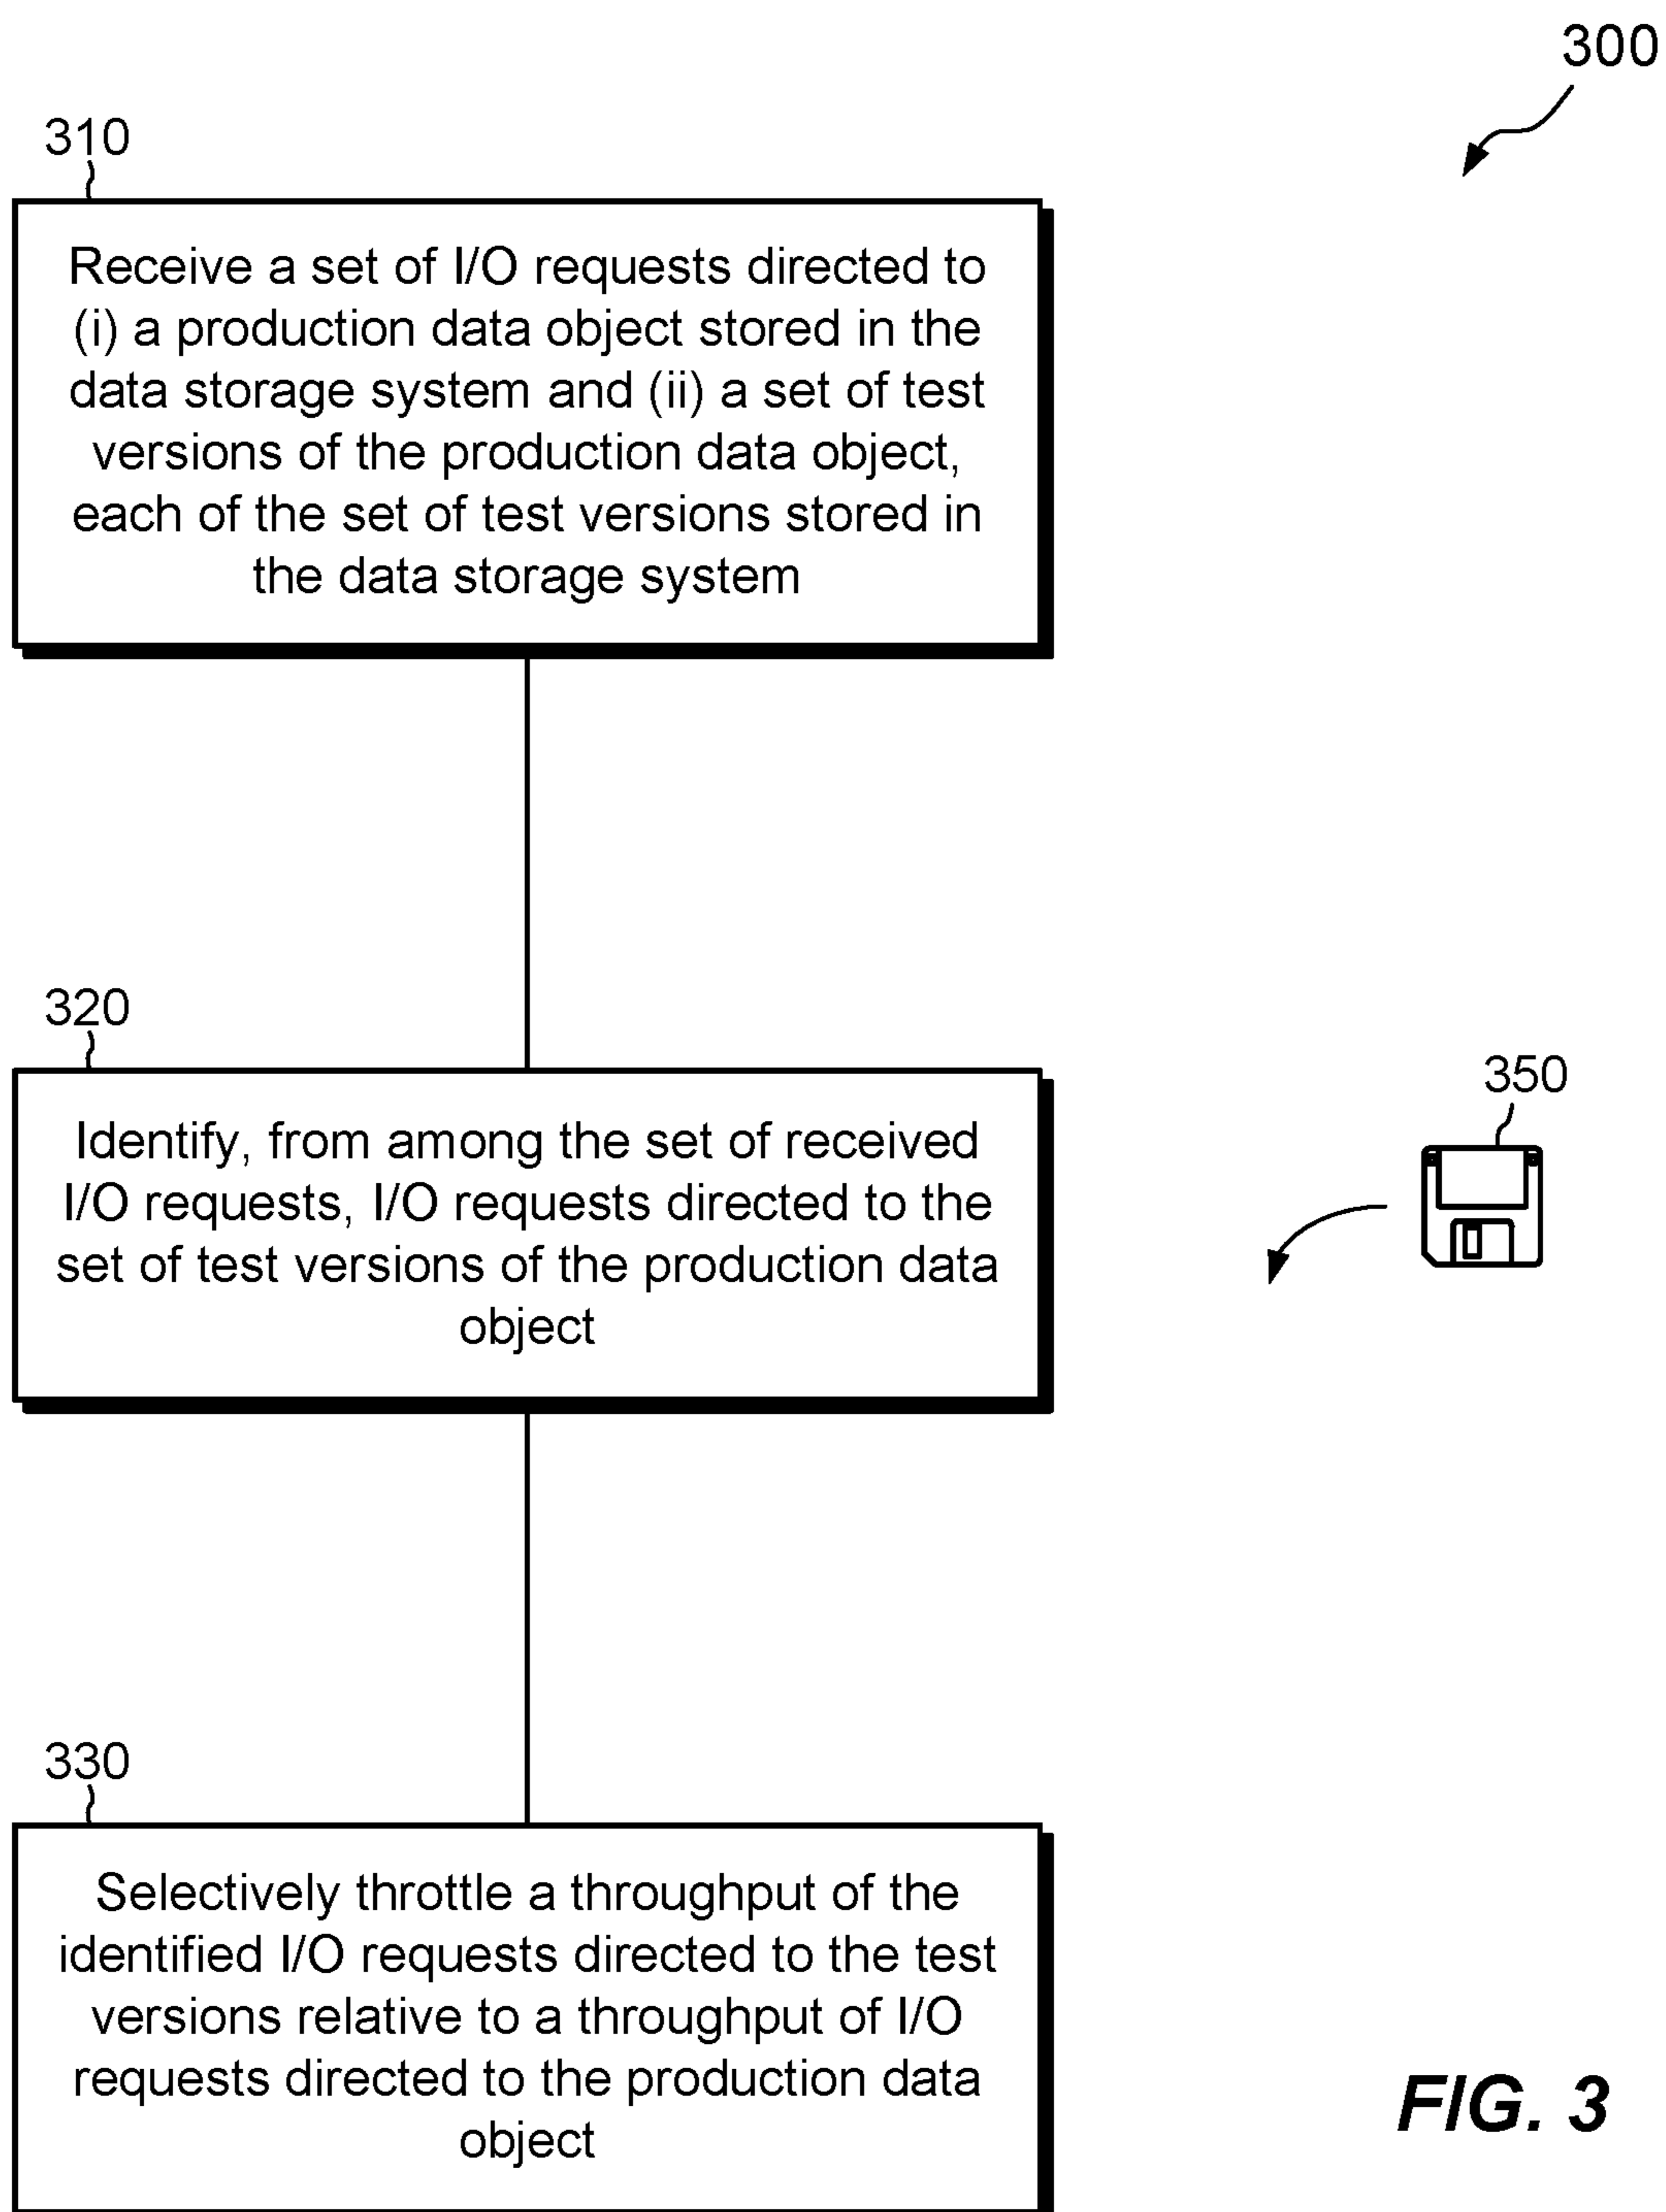 300
310
Receive a set of I/O requests directed to
(i) a production data object stored in the
data storage system and (ii) a set of test
versions of the production data object,
each of the set of test versions stored in
the data storage system
320
Identify, from among the set of received
I/O requests, I/O requests directed to the
set of test versions of the production data
object
350
330
Selectively throttle a throughput of the
identified I/O requests directed to the test
versions relative to a throughput of I/O
requests directed to the production data
object
FIG. 3